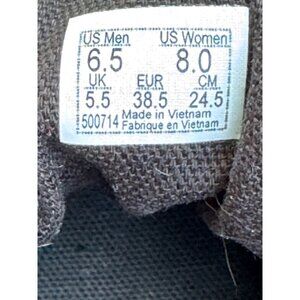 US Men US Women
6.5 8.0
UK EUR CM
5.5 38.5 24.5
500714 Made in Vietnam
Fabrique en Vietnam